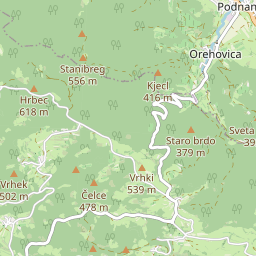 Podnan
Orehovica
Stanibreg
556 m
Kjecl
416 m
Hrbec
618 m
Sveta
39
Staro brdo
379 m
Vrhki
539 m
Vrhek
502 m
Čelce
478 m